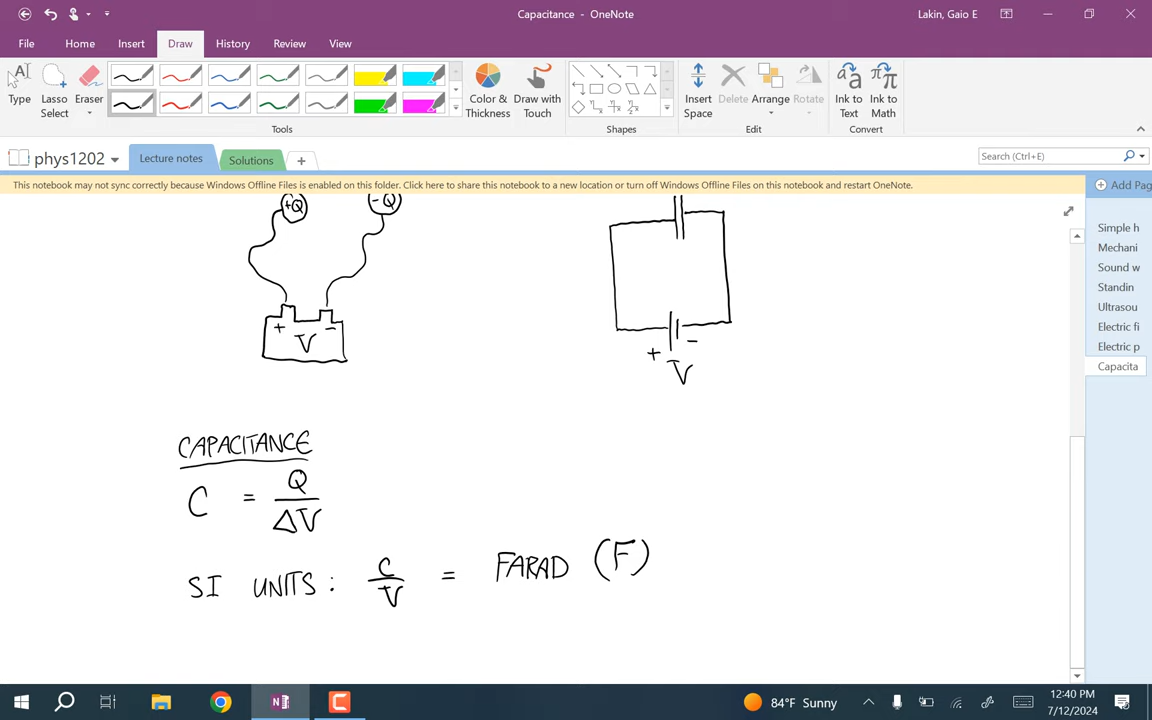 Capacitance - OneNote
Lakin, Gaio E
File Home Insert Draw History Review View
Type
Lasso Select
Eraser
Color & Thickness
Draw with Touch
Insert Space
Delete
Arrange
Rotate
Ink to Text
Ink to Math
Tools
Shapes
Edit
Convert
phys1202
Lecture notes
Solutions
Search (Ctrl+E)
This notebook may not sync correctly because Windows Offline Files is enabled on this folder. Click here to share this notebook to a new location or turn off Windows Offline Files on this notebook and restart OneNote.
Add Pag
Simple h
Mechani
Sound w
Standin
Ultrasou
Electric fi
Electric p
Capacita
+Q -Q
+ V -
+ -
V
CAPACITANCE
C = Q / ΔV
SI UNITS: C / V = FARAD (F)
84°F Sunny
12:40 PM
7/12/2024